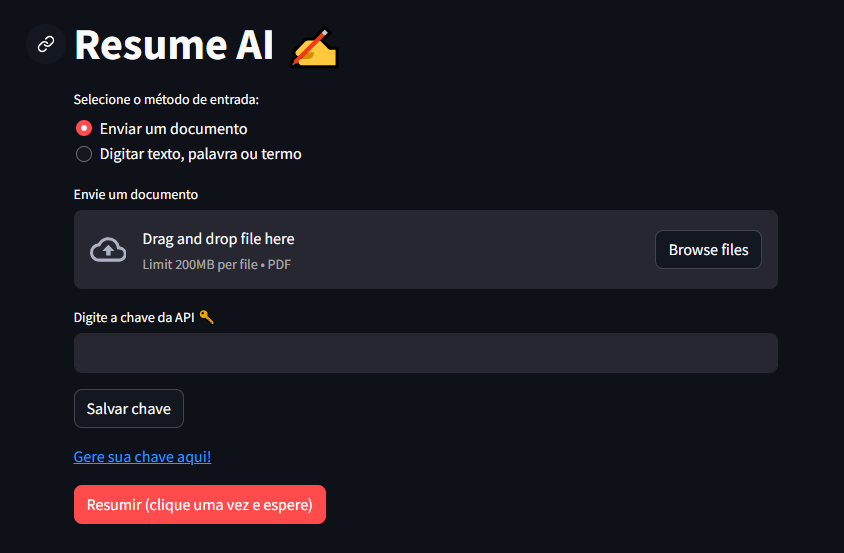 Resume AI
Selecione o método de entrada:
Enviar um documento
Digitar texto, palavra ou termo
Envie um documento
Drag and drop file here
Limit 200MB per file • PDF
Browse files
Digite a chave da API 🔑
Salvar chave
Gere sua chave aqui!
Resumir (clique uma vez e espere)